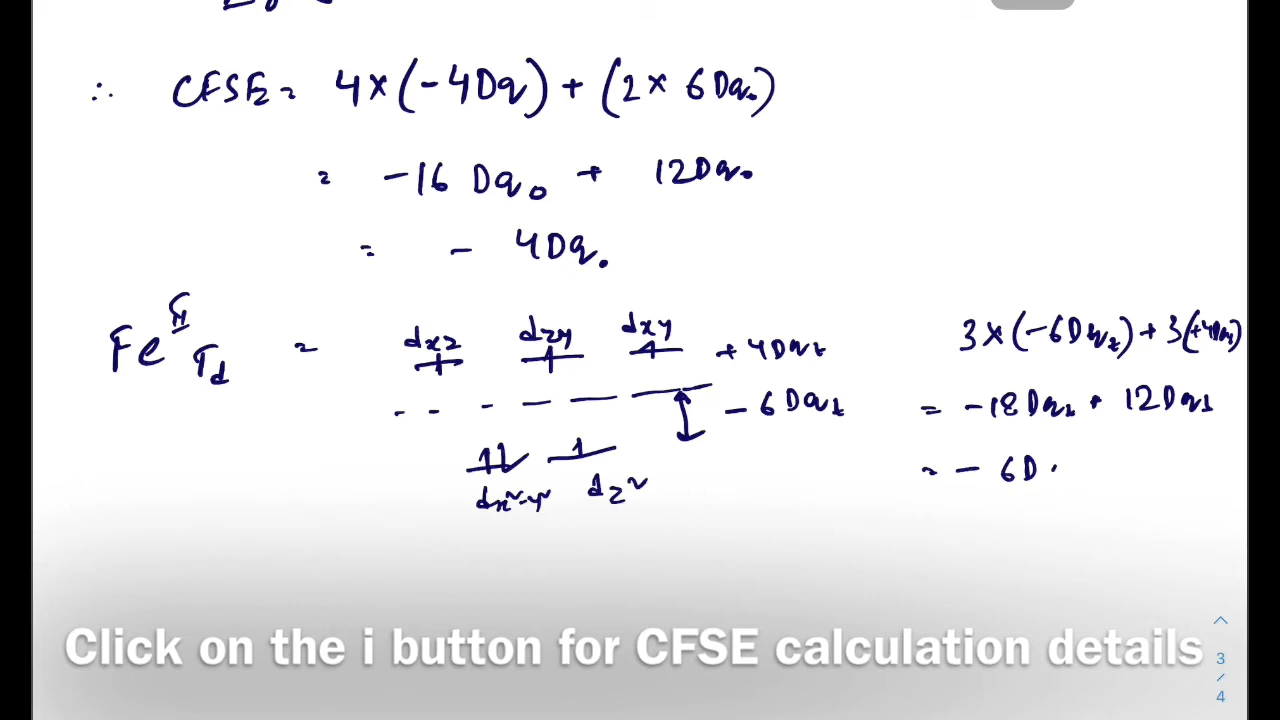 ∴ CFSE = 4 × (-4Dq) + (2 × 6Dq₀)
= -16 Dq₀ + 12Dq₀
= - 4Dq₀
Fe^II Td = dxz dzy dxy + 4Dqt
- 6Dqt
dx²-y² dz²
3 × (-6Dqt) + 3(+4Dqt)
= -18Dqt + 12Dqt
= - 6D
Click on the i button for CFSE calculation details
3
/
4